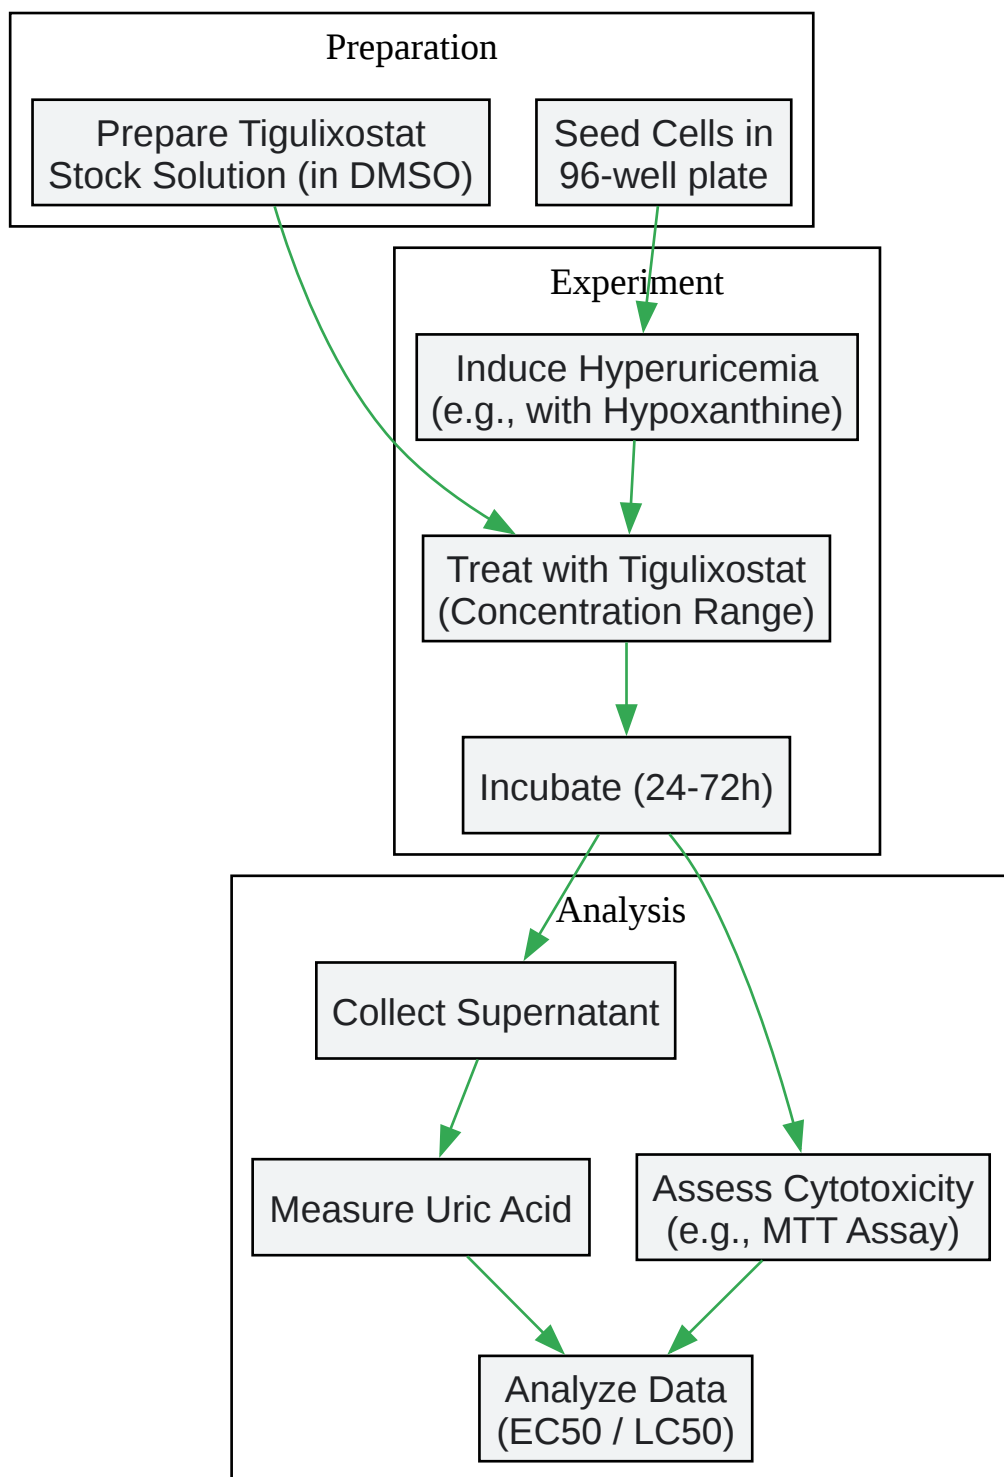 Preparation
Prepare Tigulixostat
Stock Solution (in DMSO)
Seed Cells in
96-well plate
Experiment
Induce Hyperuricemia
(e.g., with Hypoxanthine)
Treat with Tigulixostat
(Concentration Range)
Incubate (24-72h)
Analysis
Collect Supernatant
Measure Uric Acid
Assess Cytotoxicity
(e.g., MTT Assay)
Analyze Data
(EC50 / LC50)